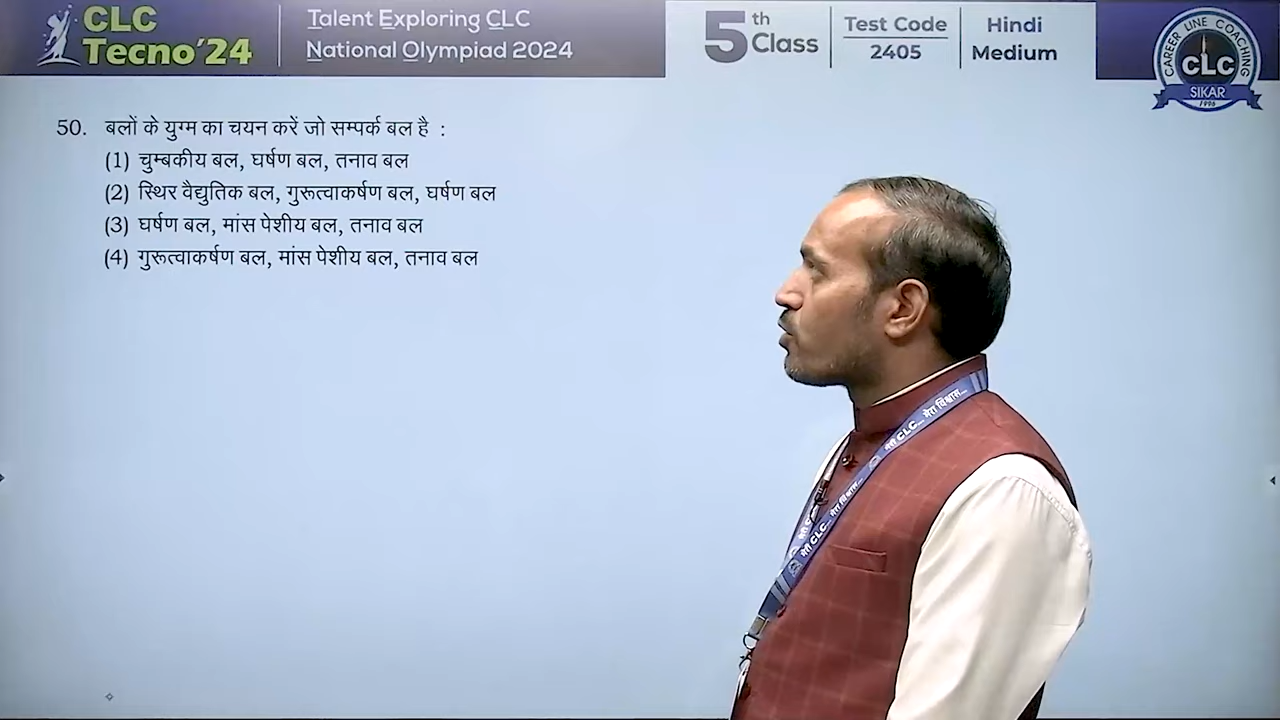 CLC
Tecno'24
Talent Exploring CLC
National Olympiad 2024
5th Class
Test Code
2405
Hindi
Medium
CAREER LINE COACHING
CLC
SIKAR
1996
50. बलों के युग्म का चयन करें जो सम्पर्क बल है :
(1) चुम्बकीय बल, घर्षण बल, तनाव बल
(2) स्थिर वैद्युतिक बल, गुरूत्वाकर्षण बल, घर्षण बल
(3) घर्षण बल, मांस पेशीय बल, तनाव बल
(4) गुरूत्वाकर्षण बल, मांस पेशीय बल, तनाव बल
मेरी CLC... मेरा विश्वास...
मेरी CLC... मेरा विश्वास...